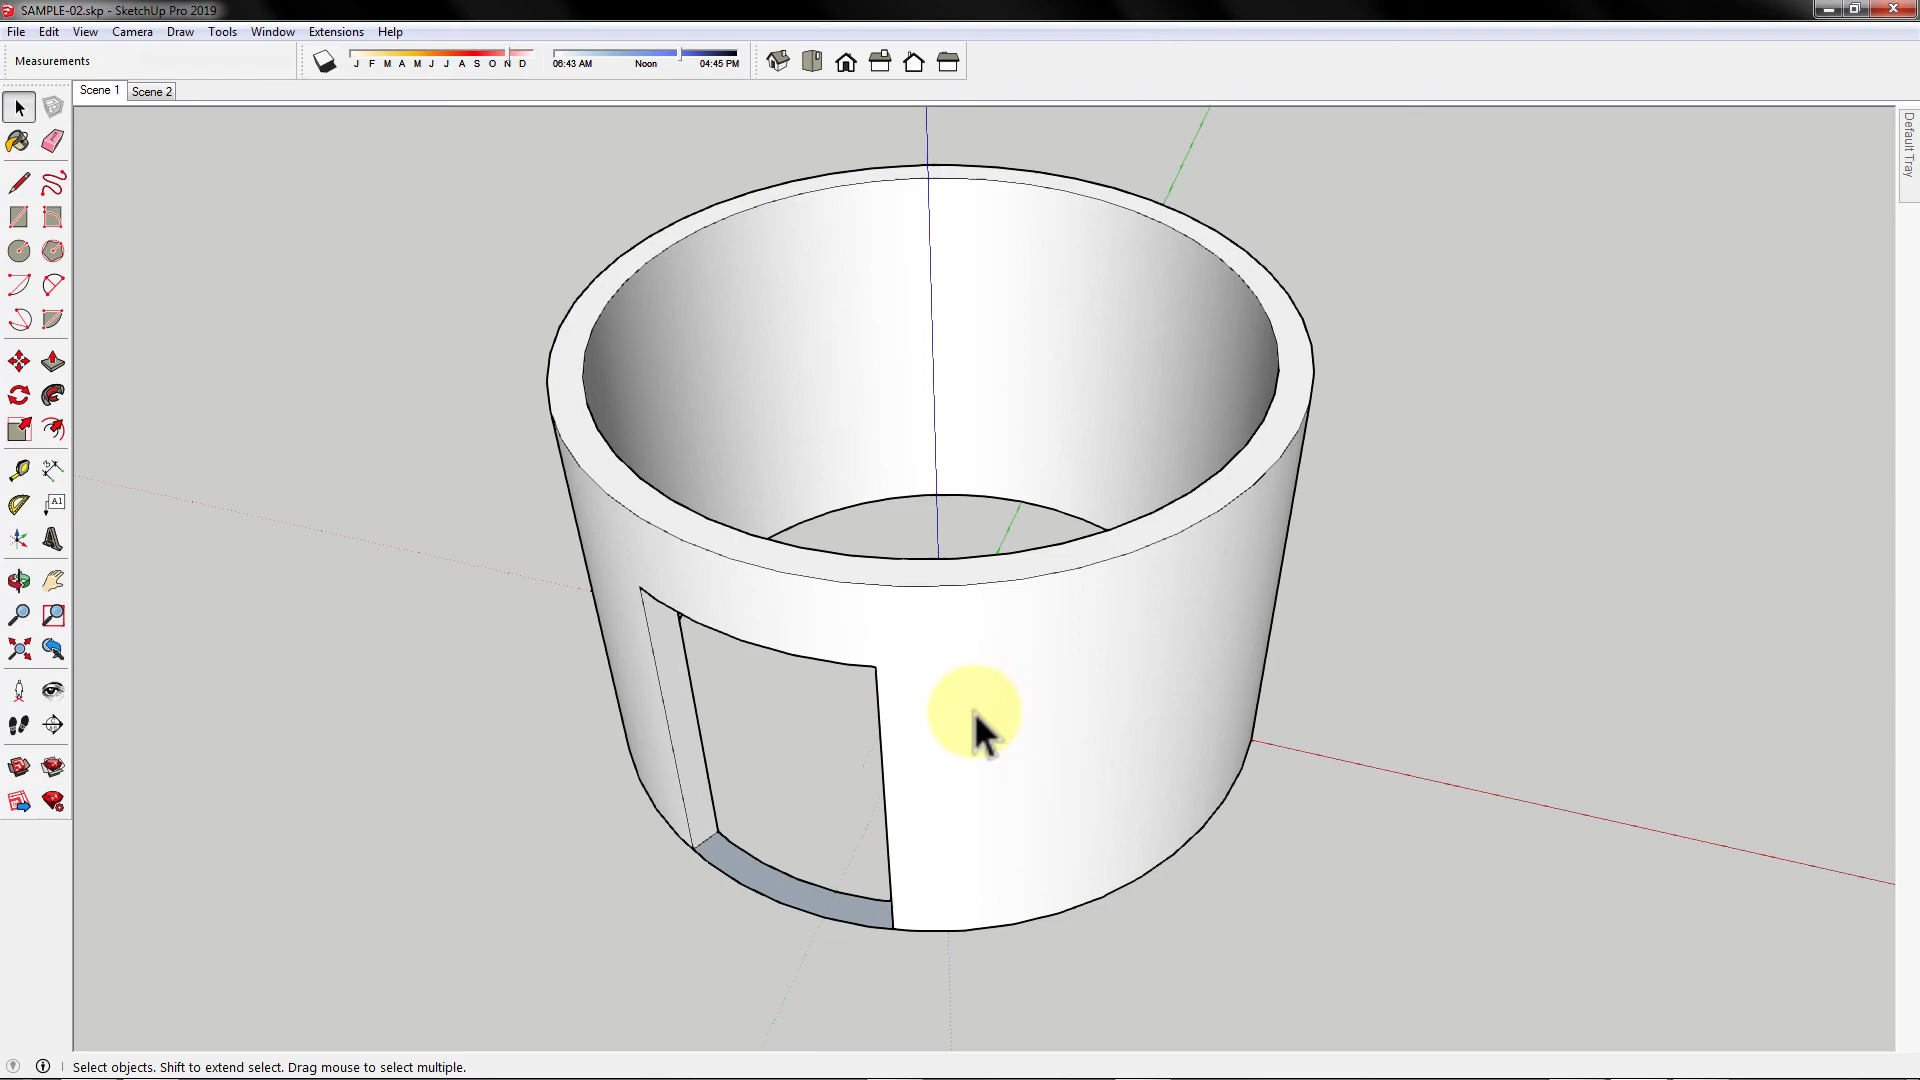 SAMPLE-02.skp - SketchUp Pro 2019
File Edit View Camera Draw Tools Window Extensions Help
Measurements
J F M A M J J A S O N D
06:43 AM Noon 04:45 PM
Scene 1 Scene 2
Default Tray
A1
Select objects. Shift to extend select. Drag mouse to select multiple.